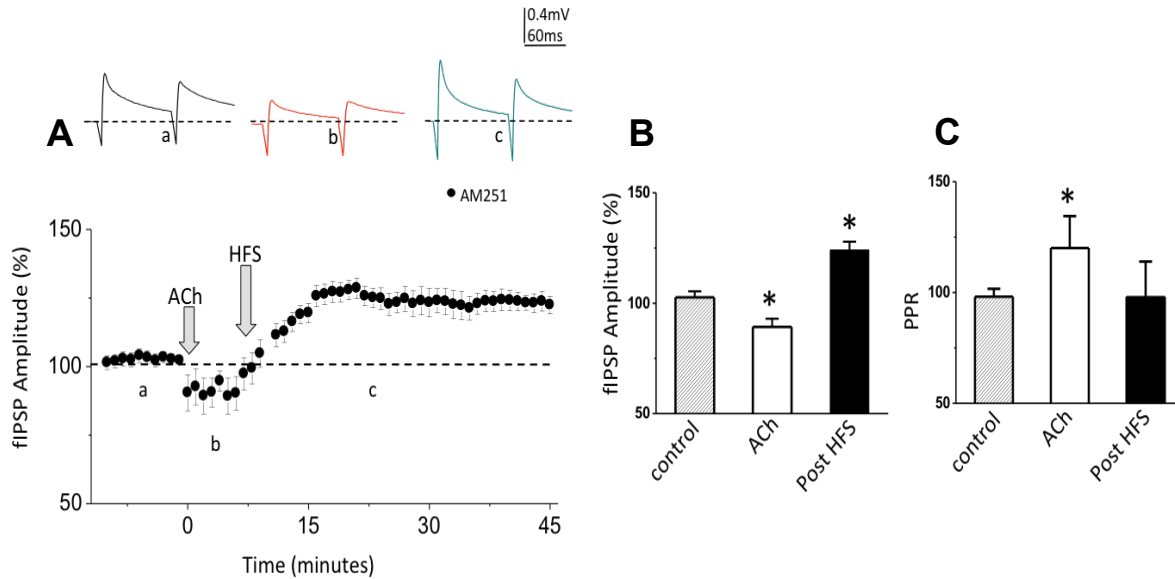 0.4mV
60ms
A
a
b
c
AM251
fIPSP Amplitude (%)
150
100
50
ACh
HFS
a
b
c
0
15
30
45
Time (minutes)
B
fIPSP Amplitude (%)
150
100
50
*
*
control
ACh
Post HFS
C
PPR
150
100
50
*
control
ACh
Post HFS